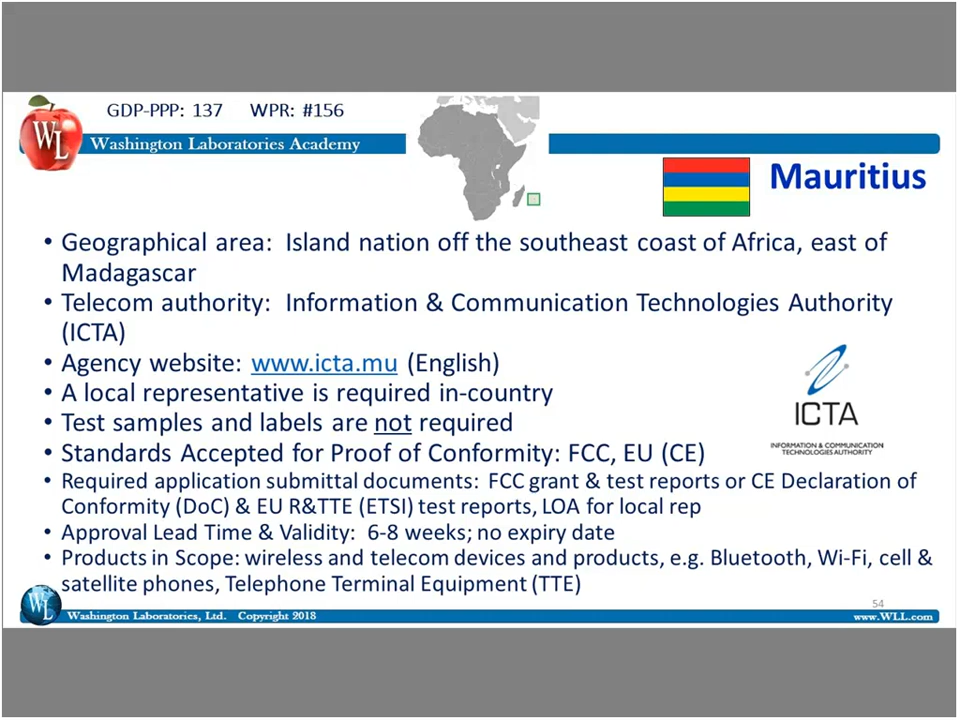 GDP-PPP: 137 WPR: #156
WL
Washington Laboratories Academy
Mauritius
• Geographical area: Island nation off the southeast coast of Africa, east of
Madagascar
• Telecom authority: Information & Communication Technologies Authority
(ICTA)
• Agency website: www.icta.mu (English)
• A local representative is required in-country
• Test samples and labels are not required
• Standards Accepted for Proof of Conformity: FCC, EU (CE)
• Required application submittal documents: FCC grant & test reports or CE Declaration of
Conformity (DoC) & EU R&TTE (ETSI) test reports, LOA for local rep
• Approval Lead Time & Validity: 6-8 weeks; no expiry date
• Products in Scope: wireless and telecom devices and products, e.g. Bluetooth, Wi-Fi, cell &
satellite phones, Telephone Terminal Equipment (TTE)
ICTA
INFORMATION & COMMUNICATION
TECHNOLOGIES AUTHORITY
54
WL
Washington Laboratories, Ltd. Copyright 2018
www.WLL.com